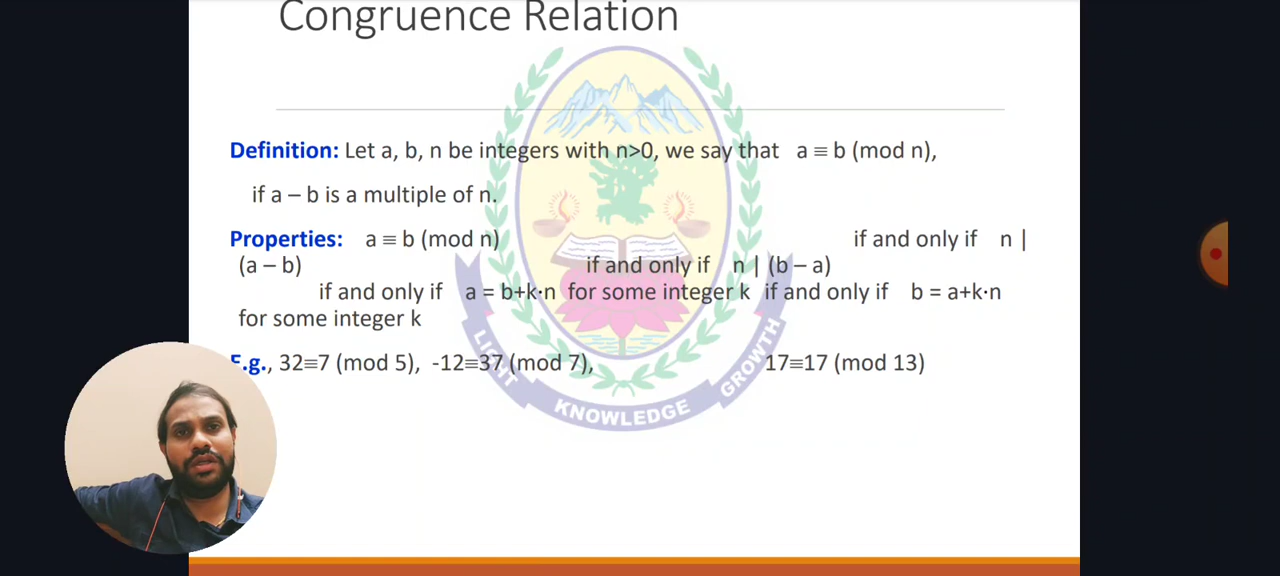 Congruence Relation
Definition: Let a, b, n be integers with n>0, we say that a ≡ b (mod n),
if a – b is a multiple of n.
Properties: a ≡ b (mod n) if and only if n |
(a – b) if and only if n | (b – a)
if and only if a = b+k·n for some integer k if and only if b = a+k·n
for some integer k
E.g., 32≡7 (mod 5), -12≡37 (mod 7), 17≡17 (mod 13)
LIGHT KNOWLEDGE GROWTH